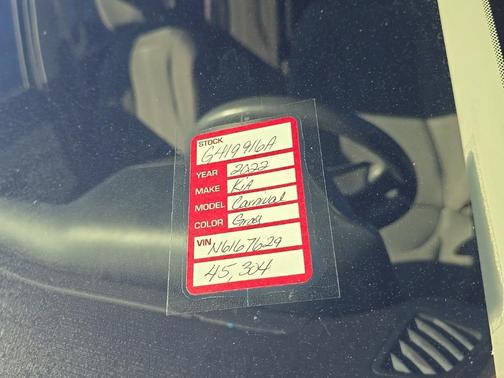 STOCK
G419916A
YEAR 2022
MAKE KIA
MODEL Carnival
COLOR Gray
VIN N6167629
45,304